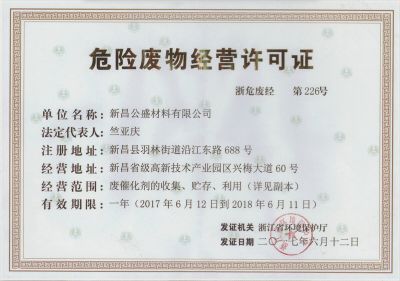 危险废物经营许可证
浙危废经 第226号
单位名称：新昌公盛材料有限公司
法定代表人：竺亚庆
注册地址：新昌县羽林街道沿江东路688号
经营地址：新昌省级高新技术产业园区兴梅大道60号
经营范围：废催化剂的收集、贮存、利用（详见副本）
有效期限：一年（2017年6月12日到2018年6月11日）
发证机关 浙江省环境保护厅
发证日期 二〇一七年六月十二日